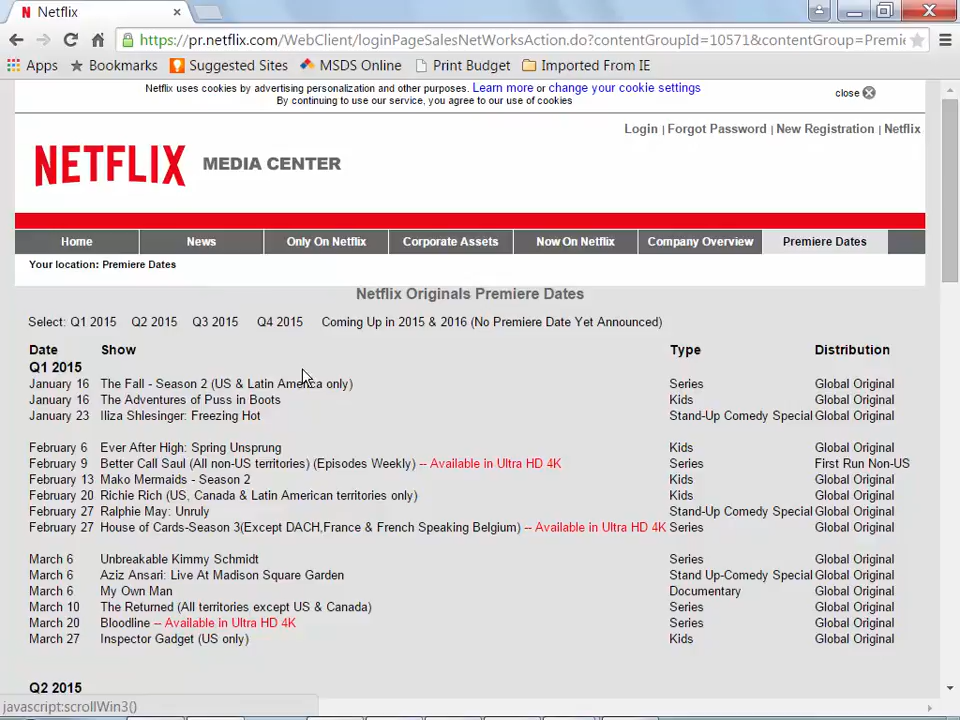 Netflix
https://pr.netflix.com/WebClient/loginPageSalesNetWorksAction.do?contentGroupId=10571&contentGroup=Premie
Apps Bookmarks Suggested Sites MSDS Online Print Budget Imported From IE
Netflix uses cookies by advertising personalization and other purposes. Learn more or change your cookie settings
By continuing to use our service, you agree to our use of cookies
close
Login | Forgot Password | New Registration | Netflix
NETFLIX MEDIA CENTER
Home News Only On Netflix Corporate Assets Now On Netflix Company Overview Premiere Dates
Your location: Premiere Dates
Netflix Originals Premiere Dates
Select: Q1 2015 Q2 2015 Q3 2015 Q4 2015 Coming Up in 2015 & 2016 (No Premiere Date Yet Announced)
Date Show Type Distribution
Q1 2015
January 16 The Fall - Season 2 (US & Latin America only) Series Global Original
January 16 The Adventures of Puss in Boots Kids Global Original
January 23 Iliza Shlesinger: Freezing Hot Stand-Up Comedy Special Global Original
February 6 Ever After High: Spring Unsprung Kids Global Original
February 9 Better Call Saul (All non-US territories) (Episodes Weekly) -- Available in Ultra HD 4K Series First Run Non-US
February 13 Mako Mermaids - Season 2 Kids Global Original
February 20 Richie Rich (US, Canada & Latin American territories only) Kids Global Original
February 27 Ralphie May: Unruly Stand-Up Comedy Special Global Original
February 27 House of Cards-Season 3(Except DACH,France & French Speaking Belgium) -- Available in Ultra HD 4K Series Global Original
March 6 Unbreakable Kimmy Schmidt Series Global Original
March 6 Aziz Ansari: Live At Madison Square Garden Stand Up-Comedy Special Global Original
March 6 My Own Man Documentary Global Original
March 10 The Returned (All territories except US & Canada) Series Global Original
March 20 Bloodline -- Available in Ultra HD 4K Series Global Original
March 27 Inspector Gadget (US only) Kids Global Original
Q2 2015
javascript:scrollWin3()